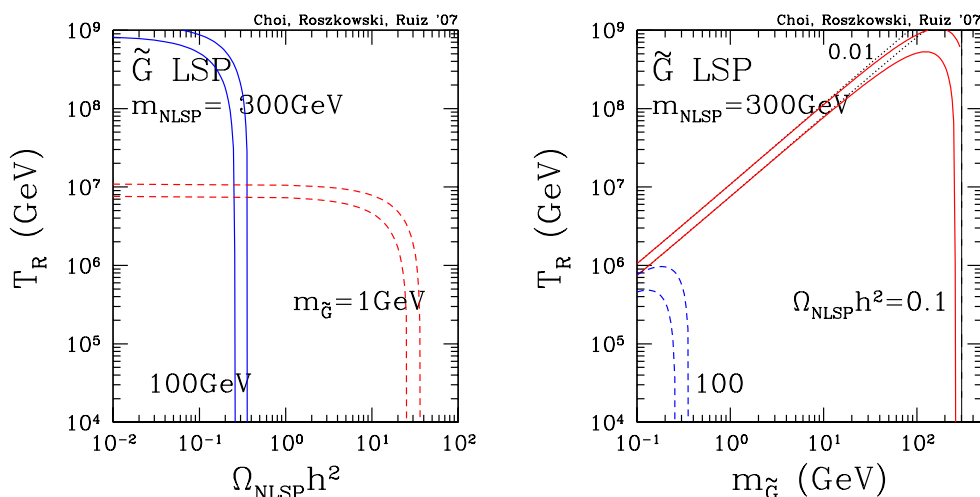 Choi, Roszkowski, Ruiz '07
G̃ LSP
m_NLSP= 300GeV
m_G̃=1GeV
100GeV
10^9
10^8
10^7
10^6
10^5
10^4
T_R (GeV)
10^-2 10^-1 10^0 10^1 10^2
Ω_NLSP h^2
Choi, Roszkowski, Ruiz '07
0.01
G̃ LSP
m_NLSP=300GeV
Ω_NLSP h^2=0.1
100
10^9
10^8
10^7
10^6
10^5
10^4
T_R (GeV)
10^-1 10^0 10^1 10^2
m_G̃ (GeV)